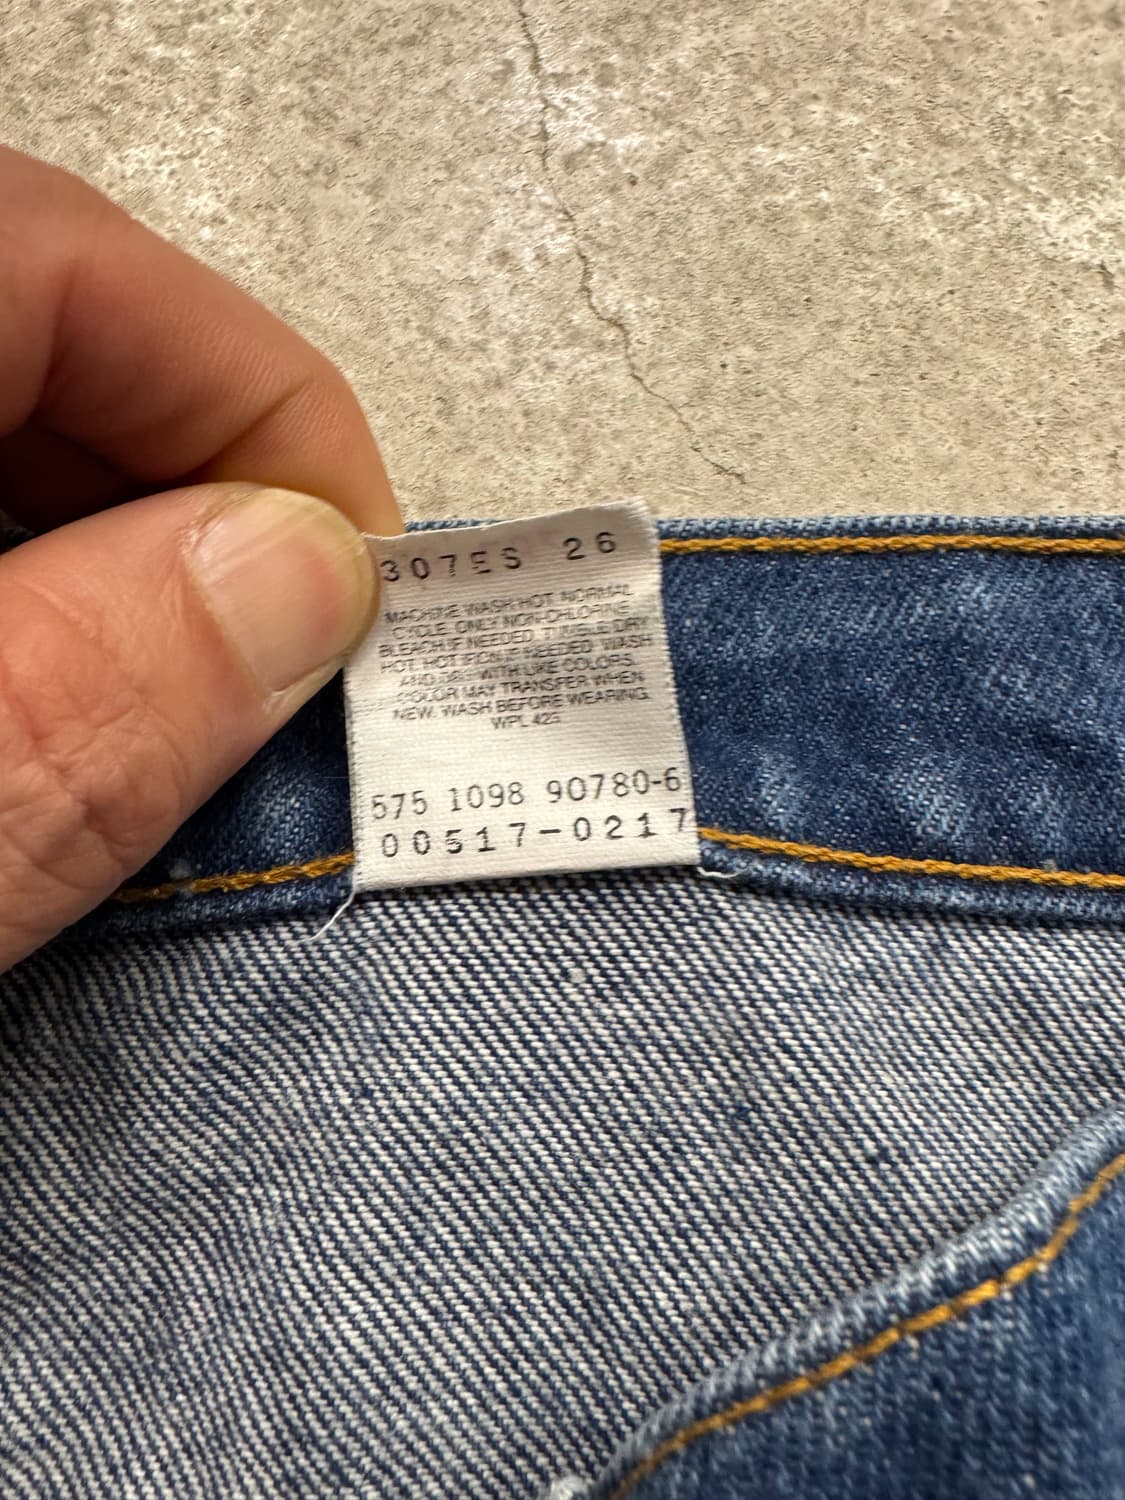 307ES 26
MACHINE WASH HOT NORMAL
CYCLE. ONLY NON-CHLORINE
BLEACH IF NEEDED. TUMBLE DRY
HOT. HOT IRON IF NEEDED. WASH
AND DRY WITH LIKE COLORS.
COLOR MAY TRANSFER WHEN
NEW. WASH BEFORE WEARING.
WPL 423
575 1098 90780-6
00517-0217